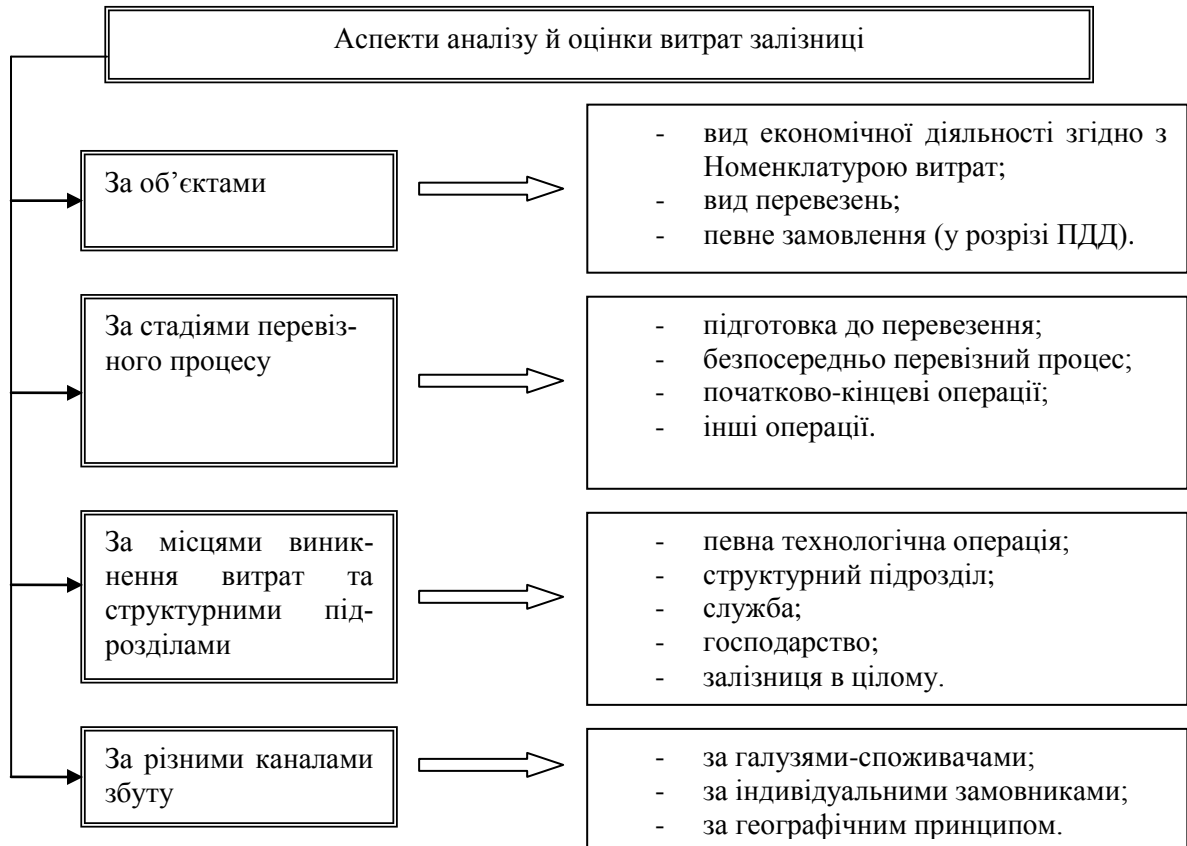 Аспекти аналізу й оцінки витрат залізниці
За об’єктами
- вид економічної діяльності згідно з
Номенклатурою витрат;
- вид перевезень;
- певне замовлення (у розрізі ПДД).
За стадіями перевіз-
ного процесу
- підготовка до перевезення;
- безпосередньо перевізний процес;
- початково-кінцеві операції;
- інші операції.
За місцями виник-
нення витрат та
структурними під-
розділами
- певна технологічна операція;
- структурний підрозділ;
- служба;
- господарство;
- залізниця в цілому.
За різними каналами
збуту
- за галузями-споживачами;
- за індивідуальними замовниками;
- за географічним принципом.